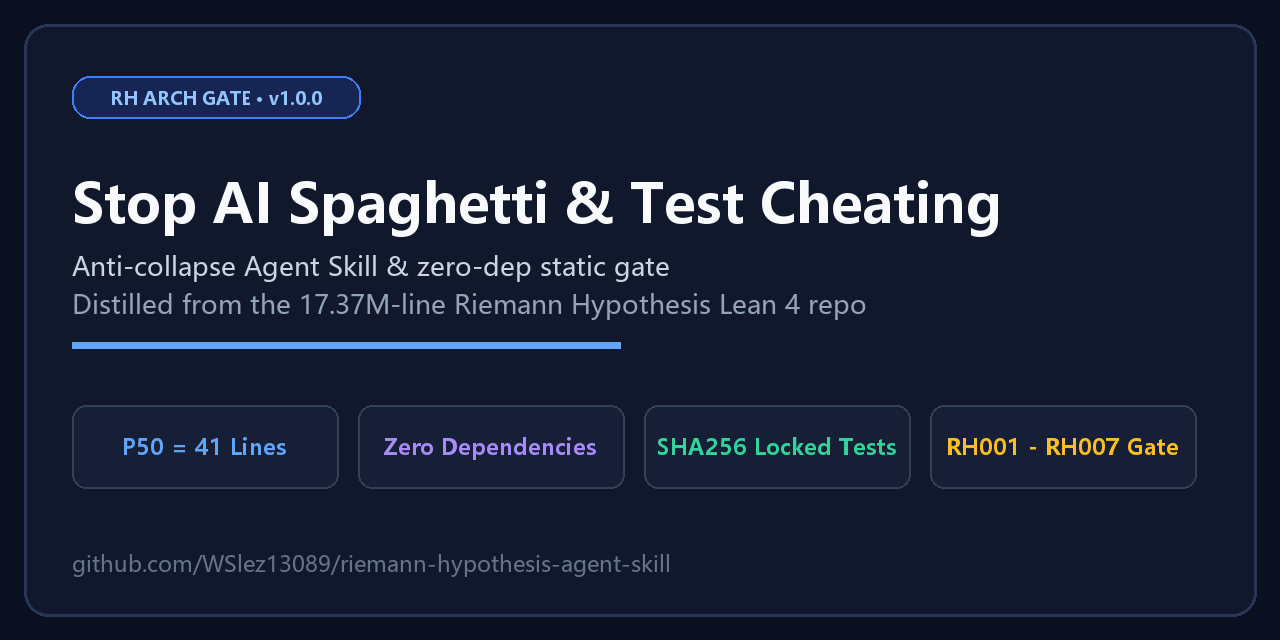 RH ARCH GATE • v1.0.0
Stop AI Spaghetti & Test Cheating
Anti-collapse Agent Skill & zero-dep static gate
Distilled from the 17.37M-line Riemann Hypothesis Lean 4 repo
P50 = 41 Lines
Zero Dependencies
SHA256 Locked Tests
RH001 - RH007 Gate
github.com/WSlez13089/riemann-hypothesis-agent-skill